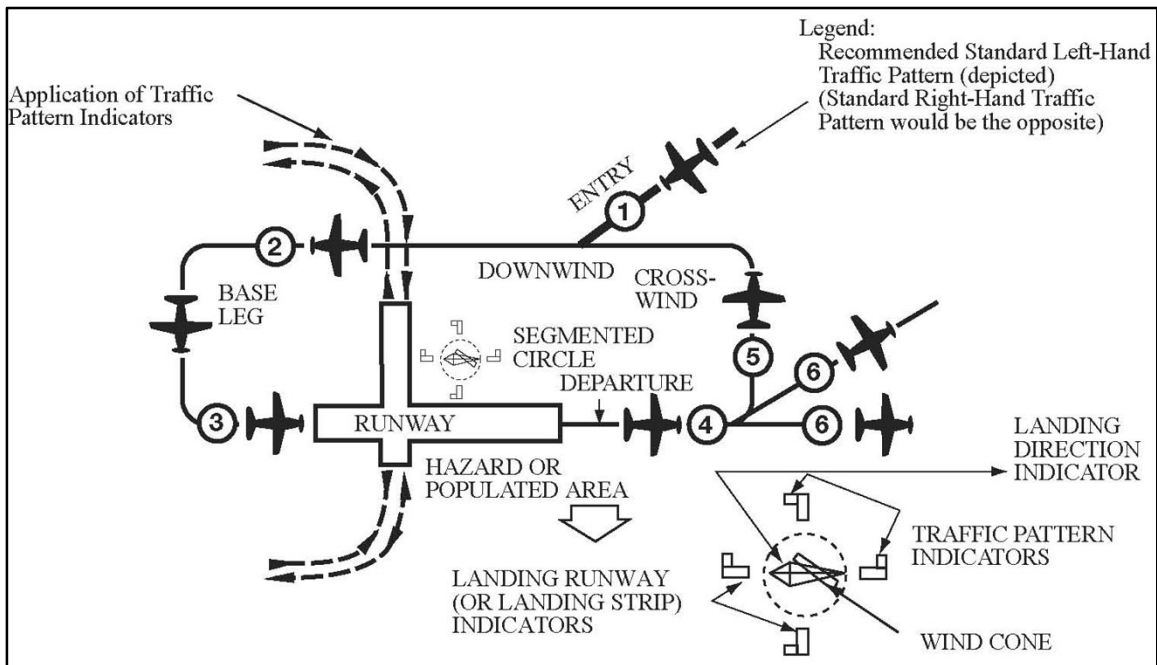 Legend:
Recommended Standard Left-Hand
Traffic Pattern (depicted)
(Standard Right-Hand Traffic
Pattern would be the opposite)
Application of Traffic
Pattern Indicators
ENTRY
1
2
DOWNWIND
CROSS-
WIND
BASE
LEG
SEGMENTED
CIRCLE
5
6
DEPARTURE
3
RUNWAY
4
6
HAZARD OR
POPULATED AREA
LANDING
DIRECTION
INDICATOR
TRAFFIC PATTERN
INDICATORS
LANDING RUNWAY
(OR LANDING STRIP)
INDICATORS
WIND CONE